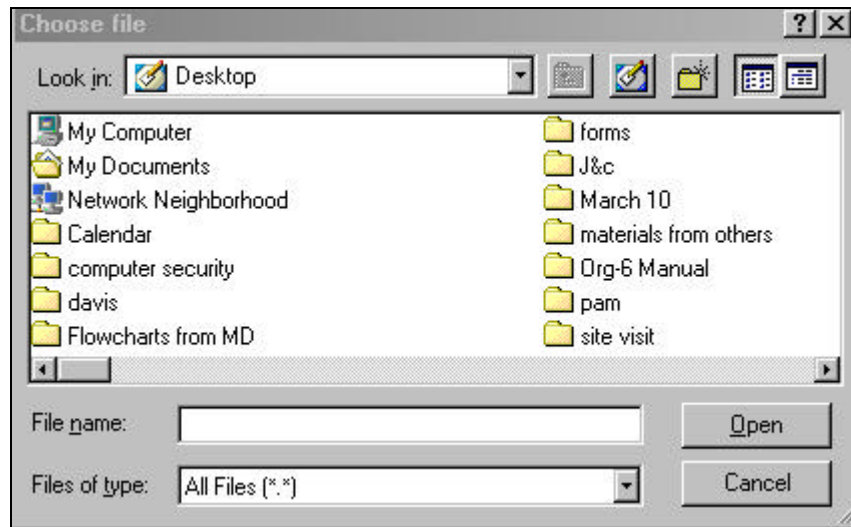 Choose file
Look in: Desktop
My Computer
My Documents
Network Neighborhood
Calendar
computer security
davis
Flowcharts from MD
forms
J&c
March 10
materials from others
Org-6 Manual
pam
site visit
File name:
Open
Files of type: All Files (*.*)
Cancel